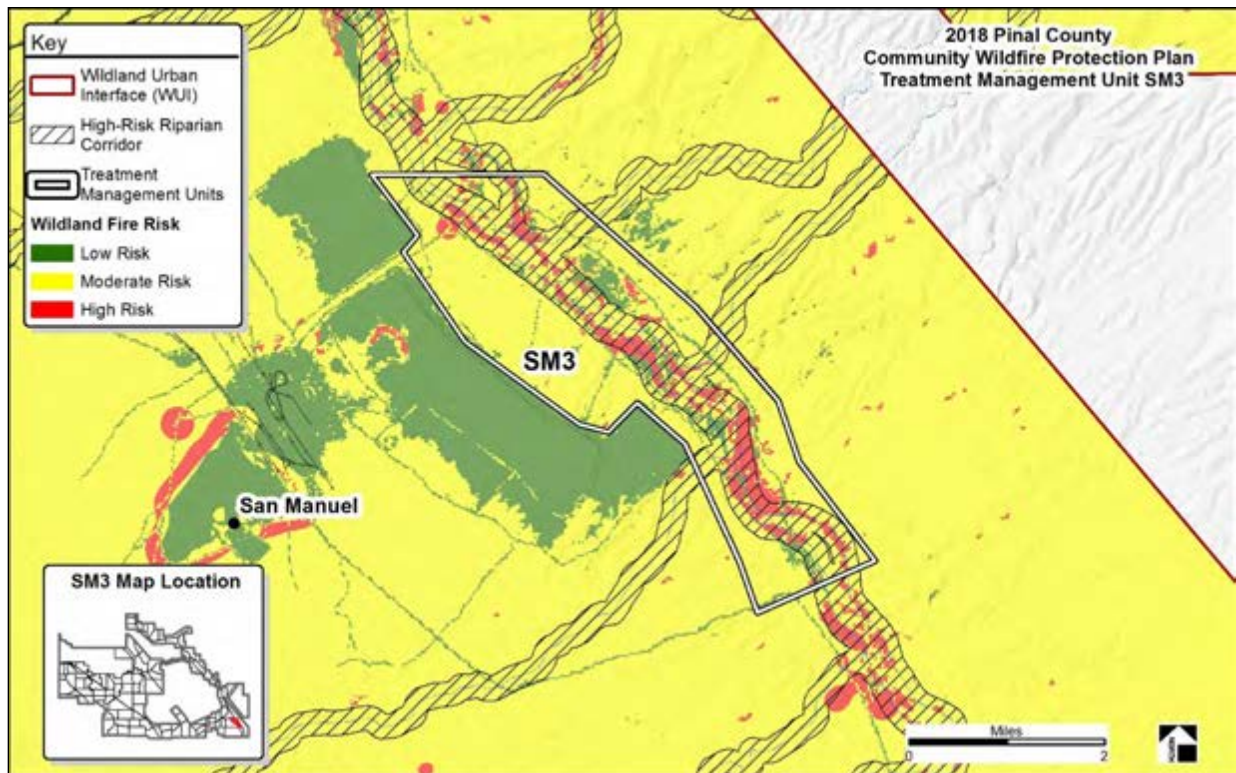 2018 Pinal County
Community Wildfire Protection Plan
Treatment Management Unit SM3
Key
Wildland Urban
Interface (WUI)
High-Risk Riparian
Corridor
Treatment
Management Units
Wildland Fire Risk
Low Risk
Moderate Risk
High Risk
SM3
San Manuel
SM3 Map Location
Miles
0
2